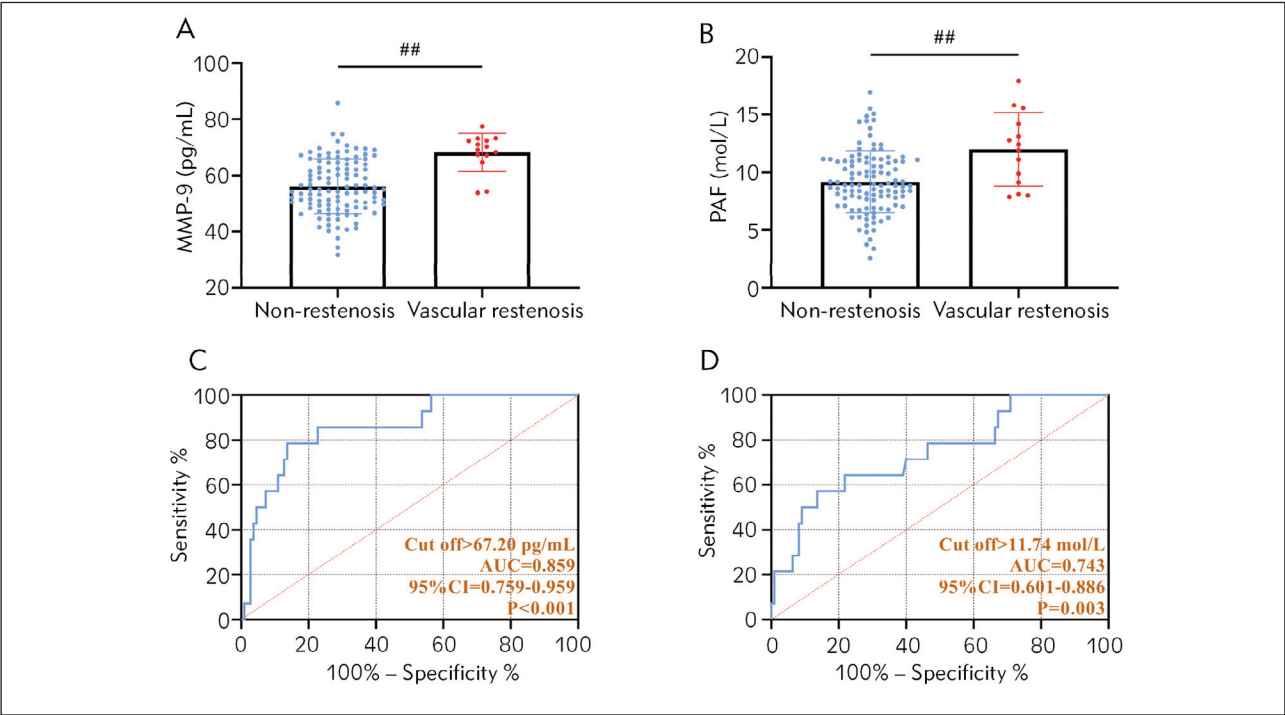 A
##
MMP-9 (pg/mL)
100
80
60
40
20
Non-restenosis
Vascular restenosis
B
##
PAF (mol/L)
20
15
10
5
0
Non-restenosis
Vascular restenosis
C
Sensitivity %
100
80
60
40
20
0
Cut off>67.20 pg/mL
AUC=0.859
95%CI=0.759-0.959
P<0.001
0 20 40 60 80 100
100% – Specificity %
D
Sensitivity %
100
80
60
40
20
0
Cut off>11.74 mol/L
AUC=0.743
95%CI=0.601-0.886
P=0.003
0 20 40 60 80 100
100% – Specificity %